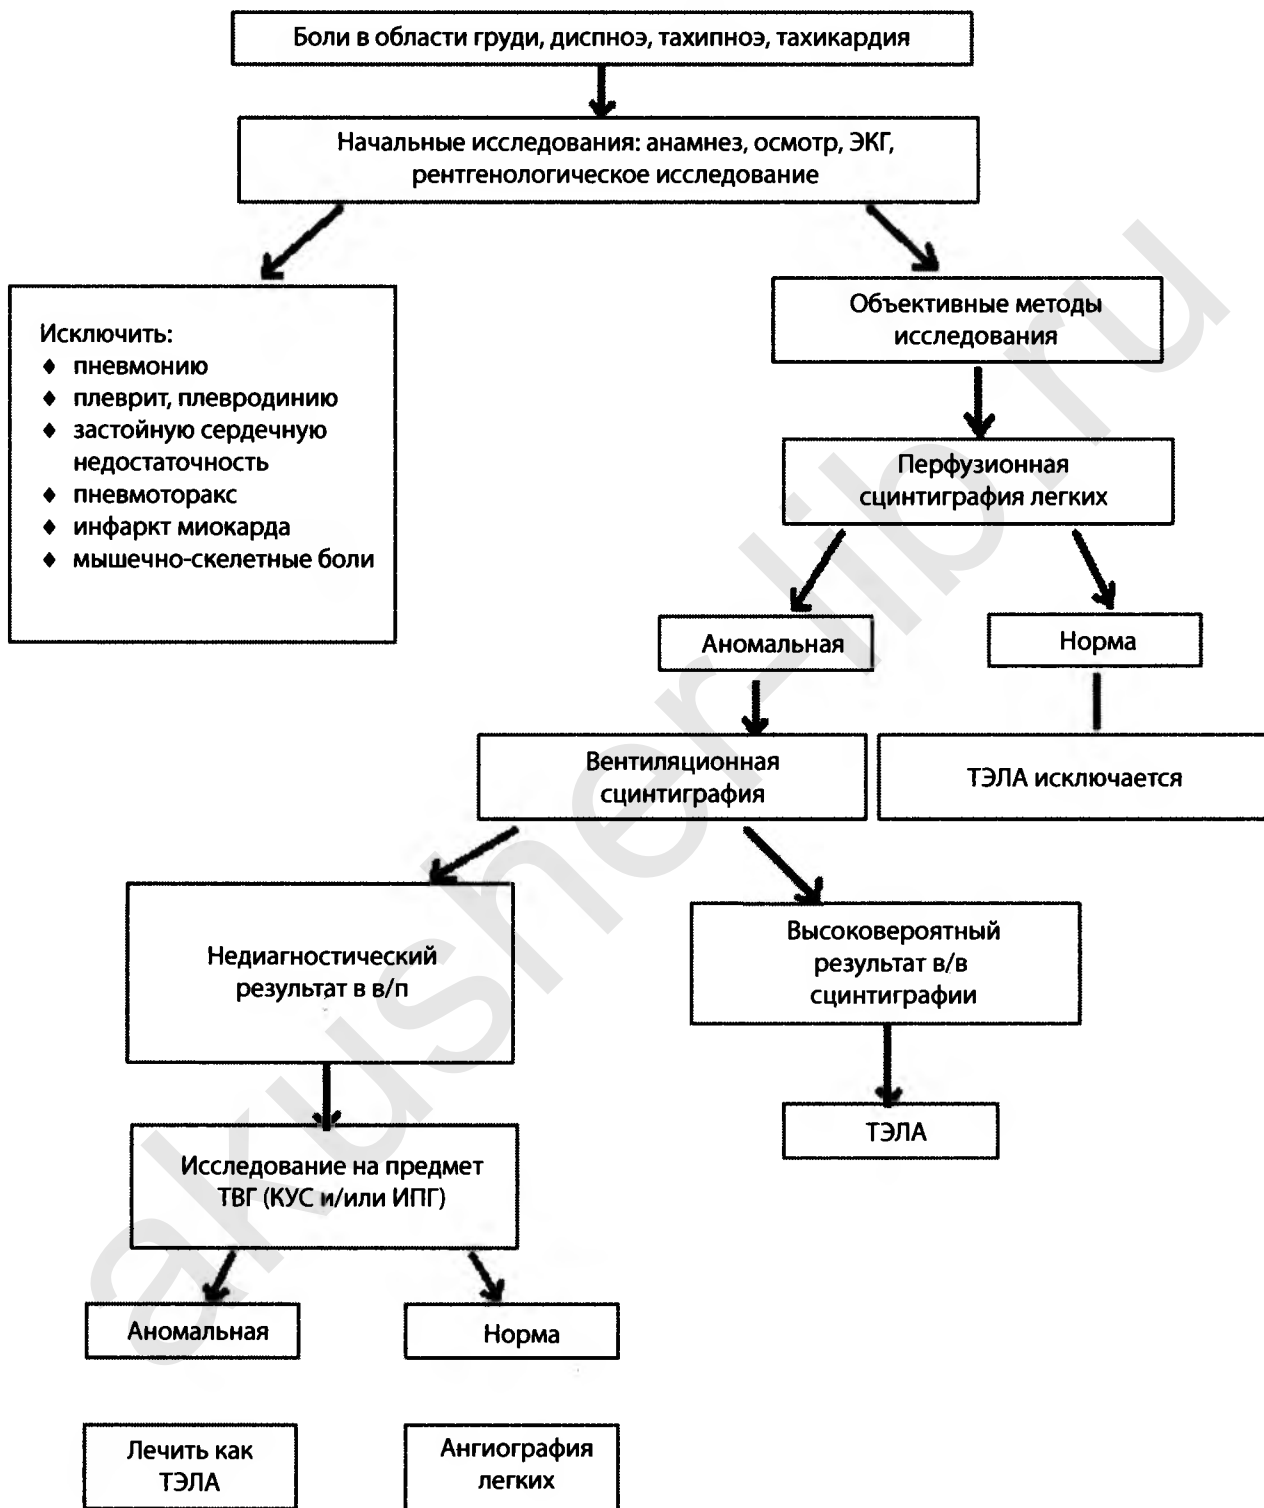 Боли в области груди, диспноэ, тахипноэ, тахикардия
Начальные исследования: анамнез, осмотр, ЭКГ,
рентгенологическое исследование
Исключить:
♦ пневмонию
♦ плеврит, плевродинию
♦ застойную сердечную
недостаточность
♦ пневмоторакс
♦ инфаркт миокарда
♦ мышечно-скелетные боли
Объективные методы
исследования
Перфузионная
сцинтиграфия легких
Аномальная
Норма
Вентиляционная
сцинтиграфия
ТЭЛА исключается
Недиагностический
результат в в/п
Высоковероятный
результат в/в
сцинтиграфии
ТЭЛА
Исследование на предмет
ТВГ (КУС и/или ИПГ)
Аномальная
Норма
Лечить как
ТЭЛА
Ангиография
легких
akusher-lib.ru